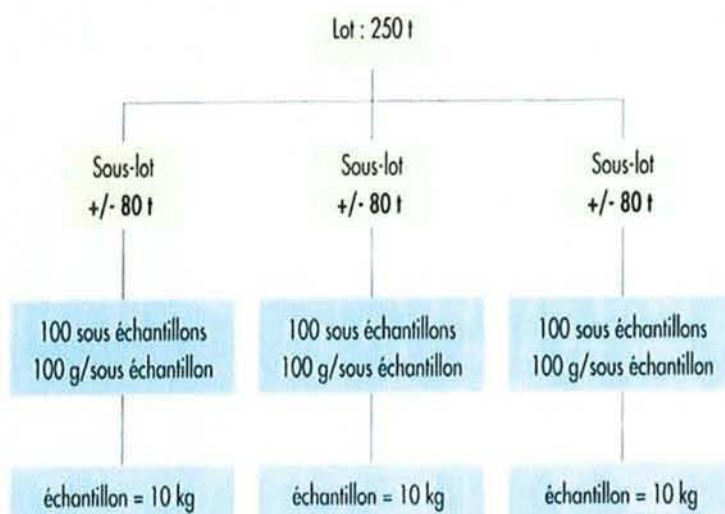 Lot : 250 t
Sous-lot
+/- 80 t
Sous-lot
+/- 80 t
Sous-lot
+/- 80 t
100 sous échantillons
100 g/sous échantillon
100 sous échantillons
100 g/sous échantillon
100 sous échantillons
100 g/sous échantillon
échantillon = 10 kg
échantillon = 10 kg
échantillon = 10 kg